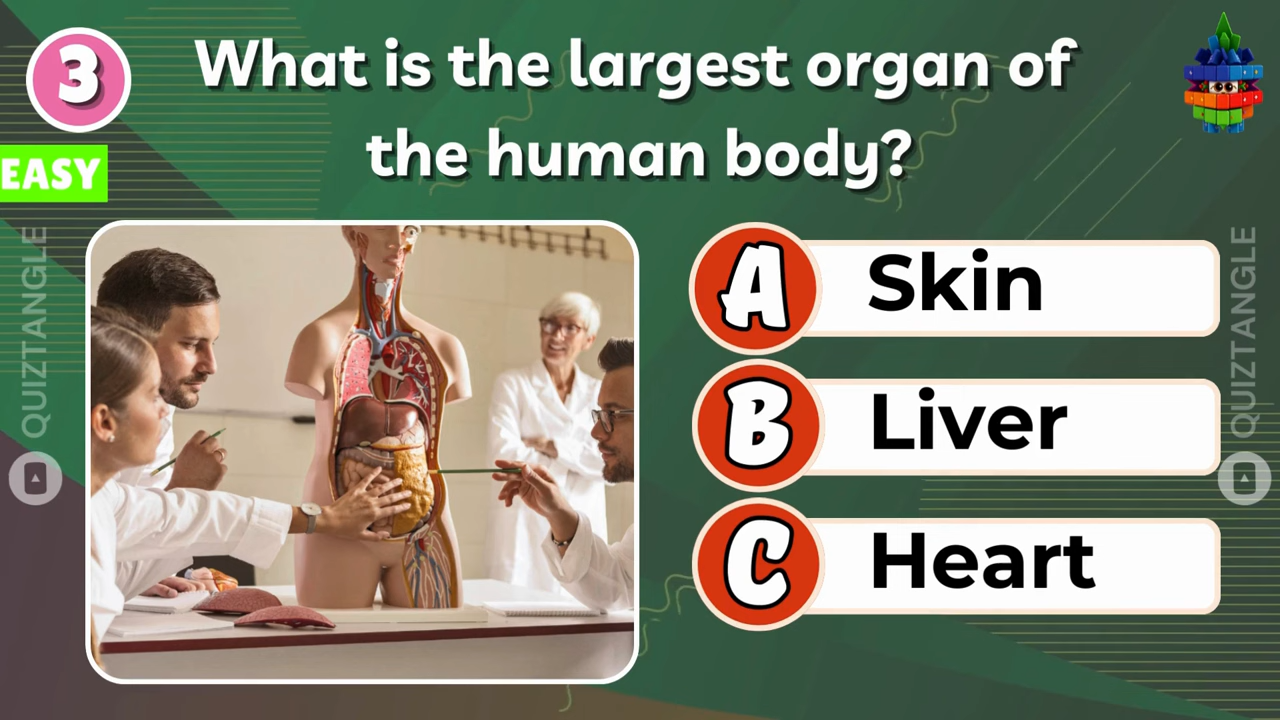 3
What is the largest organ of
the human body?
EASY
A Skin
B Liver
C Heart
QUIZTANGLE
QUIZTANGLE